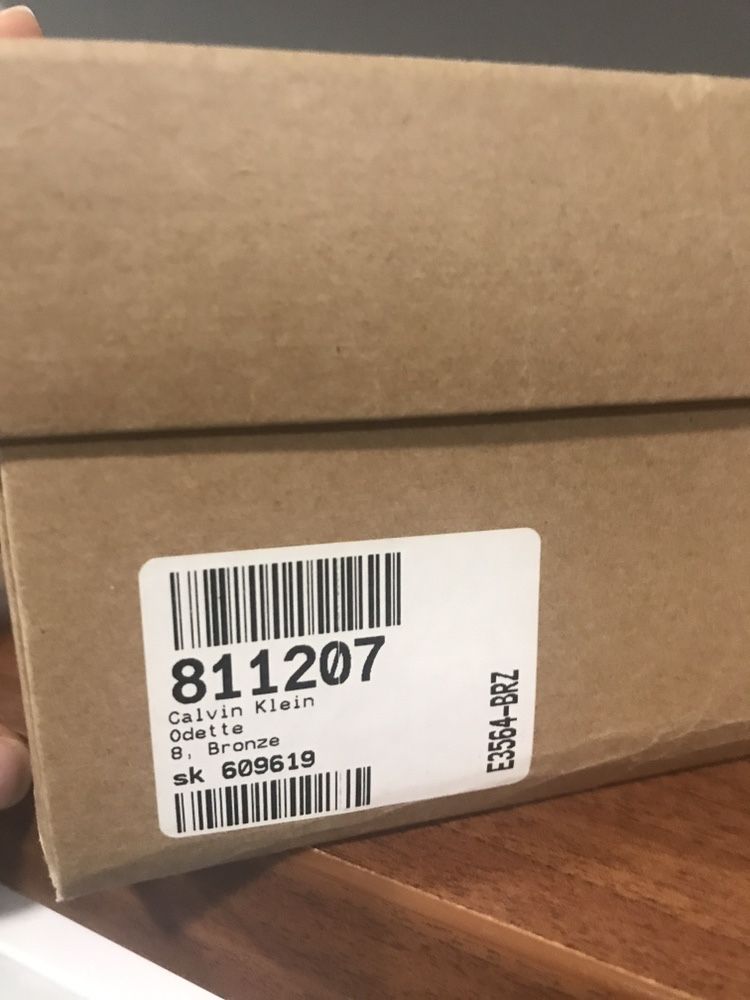 811207
Calvin Klein
Odette
8, Bronze
sk 609619
E3564-BRZ